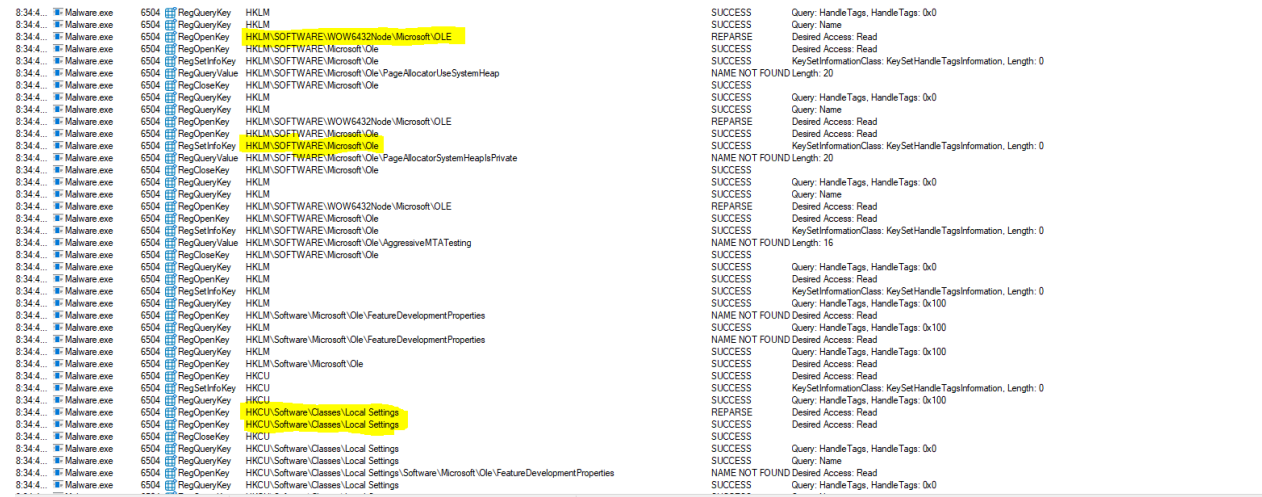 8:34:4... Malware.exe 6504 RegQueryKey HKLM SUCCESS Query: HandleTags, HandleTags: 0x0
8:34:4... Malware.exe 6504 RegQueryKey HKLM SUCCESS Query: Name
8:34:4... Malware.exe 6504 RegOpenKey HKLM\SOFTWARE\WOW6432Node\Microsoft\OLE REPARSE Desired Access: Read
8:34:4... Malware.exe 6504 RegOpenKey HKLM\SOFTWARE\Microsoft\Ole SUCCESS Desired Access: Read
8:34:4... Malware.exe 6504 RegSetInfoKey HKLM\SOFTWARE\Microsoft\Ole SUCCESS KeySetInformationClass: KeySetHandleTagsInformation, Length: 0
8:34:4... Malware.exe 6504 RegQueryValue HKLM\SOFTWARE\Microsoft\Ole\PageAllocatorUseSystemHeap NAME NOT FOUND Length: 20
8:34:4... Malware.exe 6504 RegCloseKey HKLM\SOFTWARE\Microsoft\Ole SUCCESS
8:34:4... Malware.exe 6504 RegQueryKey HKLM SUCCESS Query: HandleTags, HandleTags: 0x0
8:34:4... Malware.exe 6504 RegQueryKey HKLM SUCCESS Query: Name
8:34:4... Malware.exe 6504 RegOpenKey HKLM\SOFTWARE\WOW6432Node\Microsoft\OLE REPARSE Desired Access: Read
8:34:4... Malware.exe 6504 RegOpenKey HKLM\SOFTWARE\Microsoft\Ole SUCCESS Desired Access: Read
8:34:4... Malware.exe 6504 RegSetInfoKey HKLM\SOFTWARE\Microsoft\Ole SUCCESS KeySetInformationClass: KeySetHandleTagsInformation, Length: 0
8:34:4... Malware.exe 6504 RegQueryValue HKLM\SOFTWARE\Microsoft\Ole\PageAllocatorSystemHeapIsPrivate NAME NOT FOUND Length: 20
8:34:4... Malware.exe 6504 RegCloseKey HKLM\SOFTWARE\Microsoft\Ole SUCCESS
8:34:4... Malware.exe 6504 RegQueryKey HKLM SUCCESS Query: HandleTags, HandleTags: 0x0
8:34:4... Malware.exe 6504 RegQueryKey HKLM SUCCESS Query: Name
8:34:4... Malware.exe 6504 RegOpenKey HKLM\SOFTWARE\WOW6432Node\Microsoft\OLE REPARSE Desired Access: Read
8:34:4... Malware.exe 6504 RegOpenKey HKLM\SOFTWARE\Microsoft\Ole SUCCESS Desired Access: Read
8:34:4... Malware.exe 6504 RegSetInfoKey HKLM\SOFTWARE\Microsoft\Ole SUCCESS KeySetInformationClass: KeySetHandleTagsInformation, Length: 0
8:34:4... Malware.exe 6504 RegQueryValue HKLM\SOFTWARE\Microsoft\Ole\AggressiveMTATesting NAME NOT FOUND Length: 16
8:34:4... Malware.exe 6504 RegCloseKey HKLM\SOFTWARE\Microsoft\Ole SUCCESS
8:34:4... Malware.exe 6504 RegQueryKey HKLM SUCCESS Query: HandleTags, HandleTags: 0x0
8:34:4... Malware.exe 6504 RegOpenKey HKLM SUCCESS Desired Access: Read
8:34:4... Malware.exe 6504 RegSetInfoKey HKLM SUCCESS KeySetInformationClass: KeySetHandleTagsInformation, Length: 0
8:34:4... Malware.exe 6504 RegQueryKey HKLM SUCCESS Query: HandleTags, HandleTags: 0x100
8:34:4... Malware.exe 6504 RegOpenKey HKLM\Software\Microsoft\Ole\FeatureDevelopmentProperties NAME NOT FOUND Desired Access: Read
8:34:4... Malware.exe 6504 RegQueryKey HKLM SUCCESS Query: HandleTags, HandleTags: 0x100
8:34:4... Malware.exe 6504 RegOpenKey HKLM\Software\Microsoft\Ole\FeatureDevelopmentProperties NAME NOT FOUND Desired Access: Read
8:34:4... Malware.exe 6504 RegQueryKey HKLM SUCCESS Query: HandleTags, HandleTags: 0x100
8:34:4... Malware.exe 6504 RegOpenKey HKLM\Software\Microsoft\Ole SUCCESS Desired Access: Read
8:34:4... Malware.exe 6504 RegOpenKey HKCU SUCCESS Desired Access: Read
8:34:4... Malware.exe 6504 RegSetInfoKey HKCU SUCCESS KeySetInformationClass: KeySetHandleTagsInformation, Length: 0
8:34:4... Malware.exe 6504 RegQueryKey HKCU SUCCESS Query: HandleTags, HandleTags: 0x100
8:34:4... Malware.exe 6504 RegOpenKey HKCU\Software\Classes\Local Settings REPARSE Desired Access: Read
8:34:4... Malware.exe 6504 RegOpenKey HKCU\Software\Classes\Local Settings SUCCESS Desired Access: Read
8:34:4... Malware.exe 6504 RegCloseKey HKCU SUCCESS
8:34:4... Malware.exe 6504 RegQueryKey HKCU\Software\Classes\Local Settings SUCCESS Query: HandleTags, HandleTags: 0x0
8:34:4... Malware.exe 6504 RegQueryKey HKCU\Software\Classes\Local Settings SUCCESS Query: Name
8:34:4... Malware.exe 6504 RegOpenKey HKCU\Software\Classes\Local Settings\Software\Microsoft\Ole\FeatureDevelopmentProperties NAME NOT FOUND Desired Access: Read
8:34:4... Malware.exe 6504 RegQueryKey HKCU\Software\Classes\Local Settings SUCCESS Query: HandleTags, HandleTags: 0x0